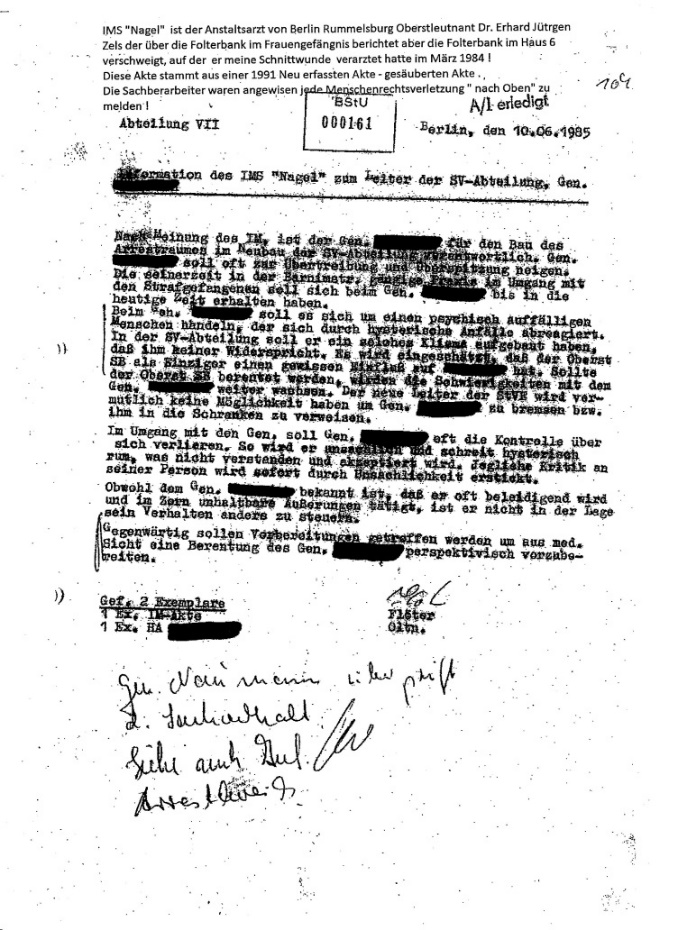 IMS "Nagel" ist der Anstaltsarzt von Berlin Rummelsburg Oberstleutnant Dr. Erhard Jütrgen
Zels der über die Folterbank im Frauengefängnis berichtet aber die Folterbank im Haus 6
verschweigt, auf der er meine Schnittwunde verarztet hatte im März 1984 !
Diese Akte stammt aus einer 1991 Neu erfassten Akte - gesäuberten Akte .
Die Sachberarbeiter waren angewisen jede Menschenrechtsverletzung " nach Oben" zu
melden !
BStU
000161
A/I erledigt
Abteilung VII
Berlin, den 10.06.1985
Information des IMS "Nagel" zum Leiter der SV-Abteilung, Gen.
Nach Meinung des IM, ist der Gen. für den Bau des
Arrestraumes im Neubau der SV-Abteilung verantwortlich. Gen.
soll oft zur Übertreibung und Überspitzung neigen.
Die seinerzeit in der Barnimstr. gängige Praxis im Umgang mit
den Strafgefangenen soll sich beim Gen. bis in die
heutige Zeit erhalten haben.
Beim Gen. soll es sich um einen psychisch auffälligen
Menschen handeln, der sich durch hysterische Anfälle abreagiert.
In der SV-Abteilung soll er ein solches Klima aufgebaut haben,
daß ihm keiner Widerspricht. Es wird eingeschätzt, daß der Oberst
SB als Einziger einen gewissen Einfluß auf hat. Sollte
der Oberst SB berentet werden, würden die Schwierigkeiten mit dem
Gen. weiter wachsen. Der neue Leiter der StVE wird ver-
mutlich keine Möglichkeit haben um Gen. zu bremsen bzw.
ihm in die Schranken zu verweisen.
Im Umgang mit den Gen. soll Gen. oft die Kontrolle über
sich verlieren. So wird er unsachlich und schreit hysterisch
rum, was nicht verstanden und akzeptiert wird. Jegliche Kritik an
seiner Person wird sofort durch Unsachlichkeit erstickt.
Obwohl dem Gen. bekannt ist, daß er oft beleidigend wird
und im Zorn unhaltbare Äußerungen tätigt, ist er nicht in der Lage
sein Verhalten anders zu steuern.
Gegenwärtig sollen Vorbereitungen getroffen werden um aus med.
Sicht eine Berentung des Gen. perspektivisch vorzube-
reiten.
Gef. 2 Exemplare
1 Ex. IM-Akte
1 Ex. HA
Flöter
Oltn.
Gen. Naumann überprüft
Siehe auch